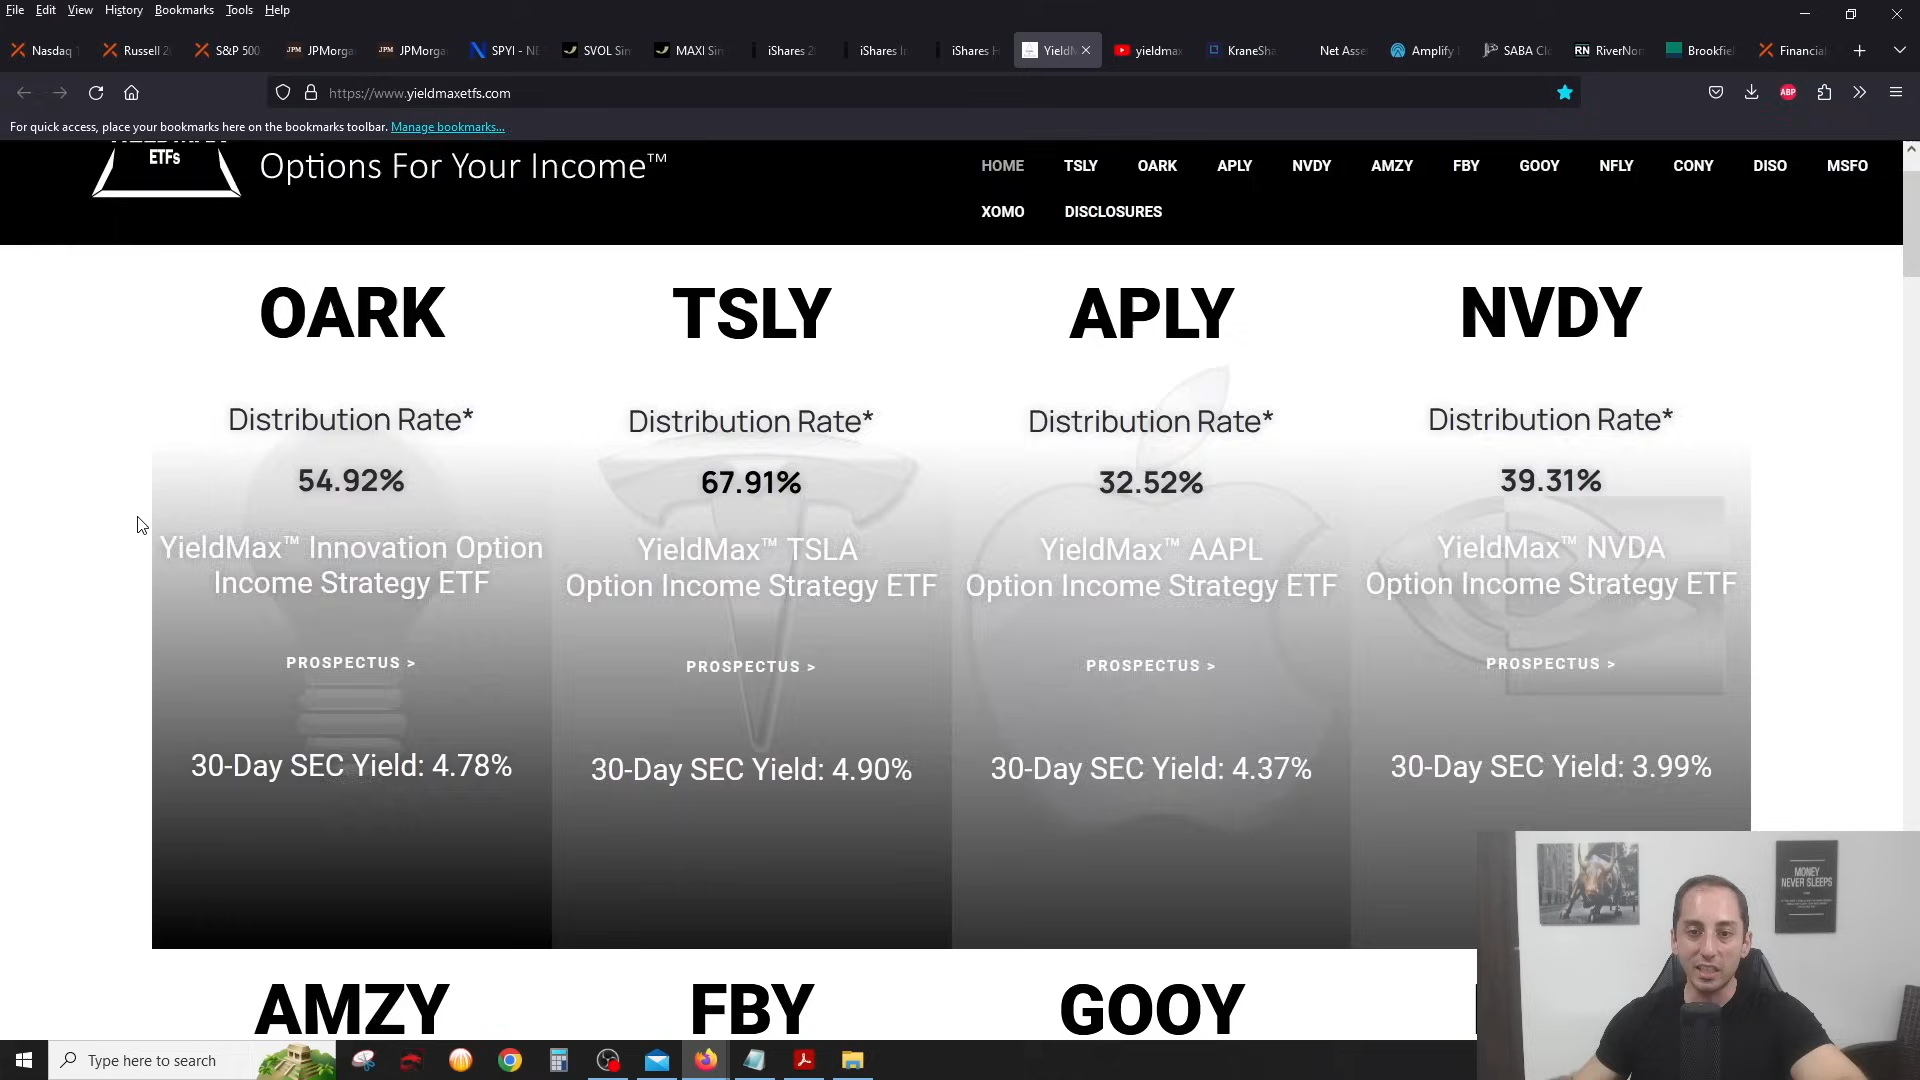 File Edit View History Bookmarks Tools Help
Nasdaq Russell 2 S&P 500 JPMorga JPMorga SPYI - NE SVOL Sim MAXI Sim iShares 2 iShares I iShares H YieldM yieldmax KraneSha Net Asse Amplify SABA Clo RiverNor Brookfiel Financial
https://www.yieldmaxetfs.com
ABP
For quick access, place your bookmarks here on the bookmarks toolbar. Manage bookmarks...
ETFs
Options For Your Income™
HOME TSLY OARK APLY NVDY AMZY FBY GOOY NFLY CONY DISO MSFO
XOMO DISCLOSURES
OARK
Distribution Rate*
54.92%
YieldMax™ Innovation Option
Income Strategy ETF
PROSPECTUS >
30-Day SEC Yield: 4.78%
TSLY
Distribution Rate*
67.91%
YieldMax™ TSLA
Option Income Strategy ETF
PROSPECTUS >
30-Day SEC Yield: 4.90%
APLY
Distribution Rate*
32.52%
YieldMax™ AAPL
Option Income Strategy ETF
PROSPECTUS >
30-Day SEC Yield: 4.37%
NVDY
Distribution Rate*
39.31%
YieldMax™ NVDA
Option Income Strategy ETF
PROSPECTUS >
30-Day SEC Yield: 3.99%
AMZY
FBY
GOOY
MONEY
NEVER SLEEPS
Type here to search